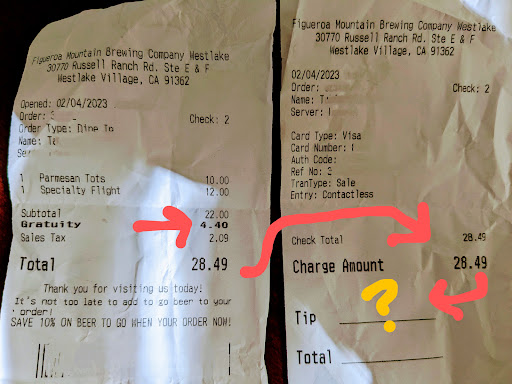 Figueroa Mountain Brewing Company Westlake
30770 Russell Ranch Rd. Ste E & F
Westlake Village, CA 91362
Opened: 02/04/2023
Order:
Check: 2
Order Type: Dine In
Name:
1 Parmesan Tots 10.00
1 Specialty Flight 12.00
Subtotal 22.00
Gratuity 4.40
Sales Tax 2.09
Total 28.49
Thank you for visiting us today!
It's not too late to add to go beer to your
order!
SAVE 10% ON BEER TO GO WHEN YOUR ORDER NOW!
Figueroa Mountain Brewing Company Westlake
30770 Russell Ranch Rd. Ste E & F
Westlake Village, CA 91362
02/04/2023
Order:
Check: 2
Name:
Server:
Card Type: Visa
Card Number:
Auth Code:
Ref No: 3
TranType: Sale
Entry: Contactless
Check Total 28.49
Charge Amount 28.49
?
Tip
Total